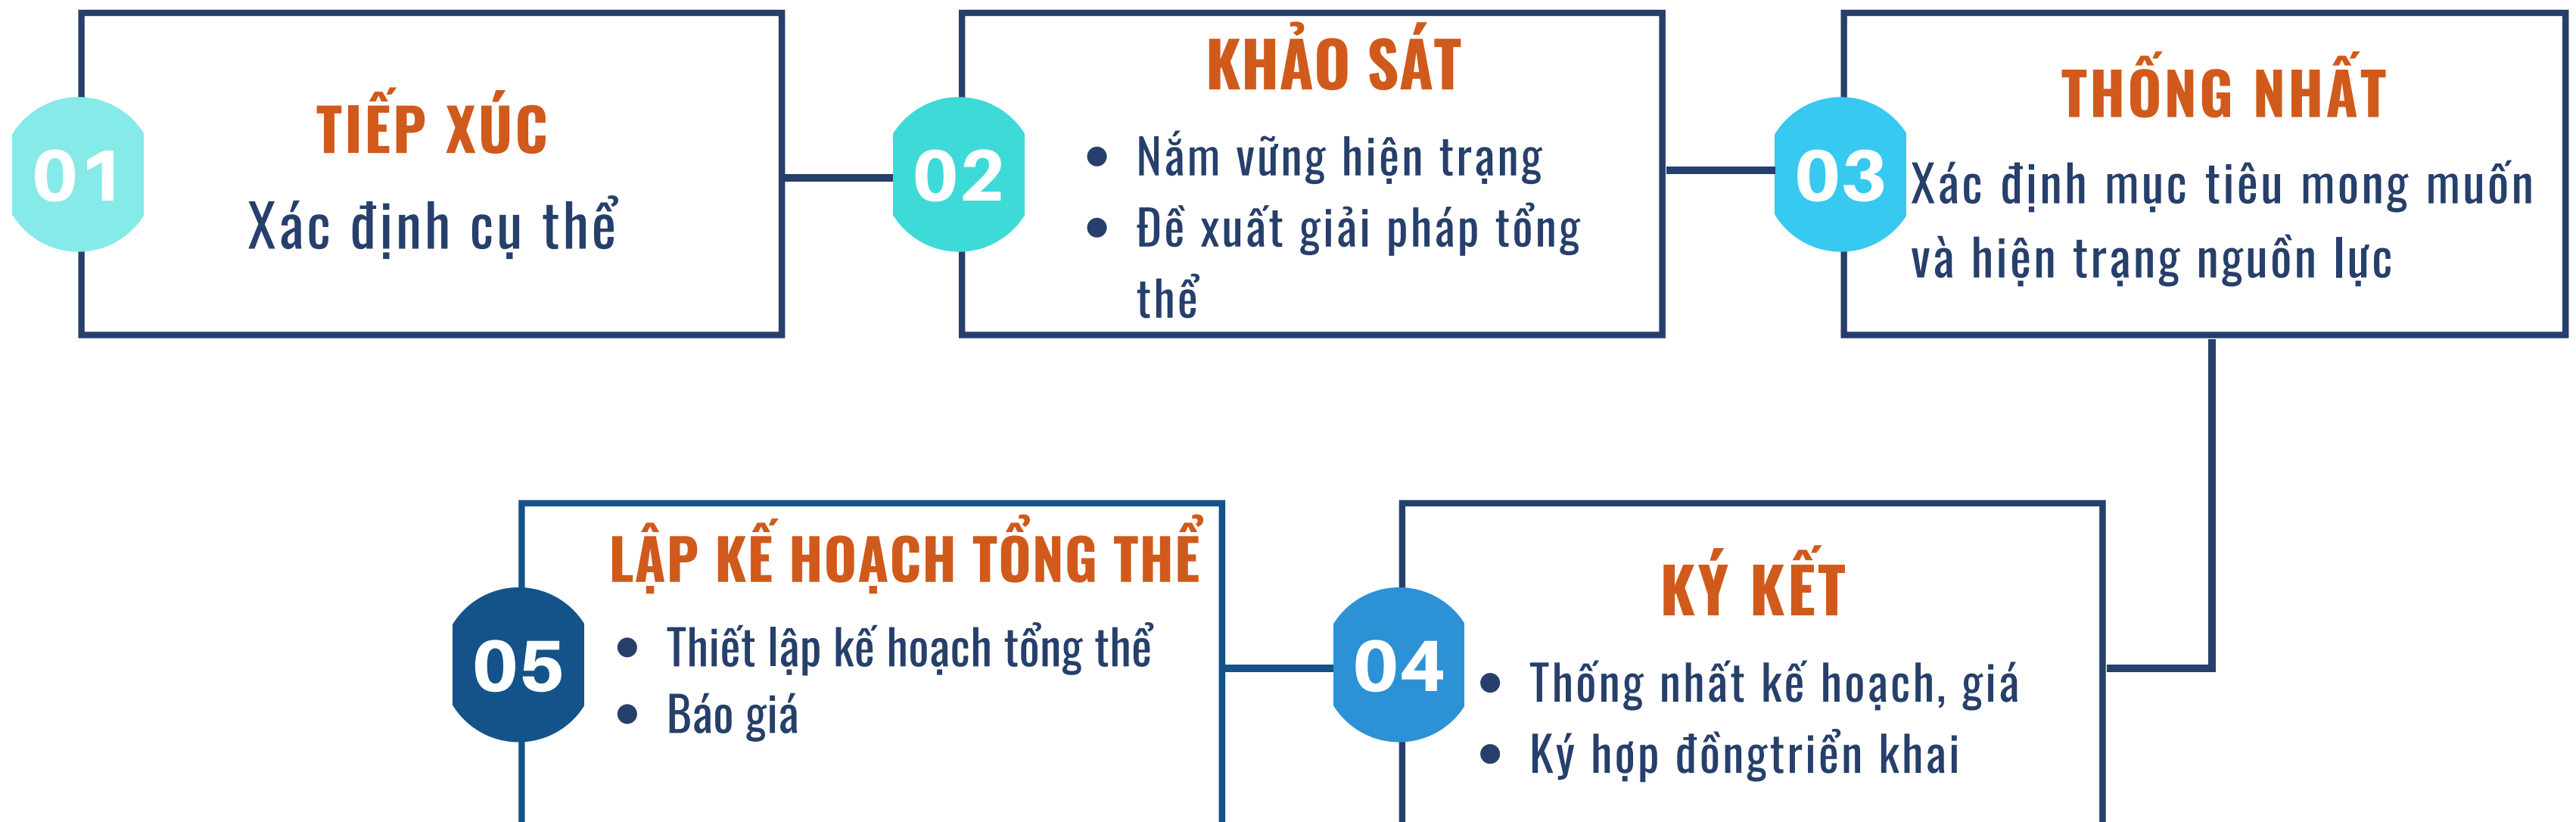 01
TIẾP XÚC
Xác định cụ thể
02
KHẢO SÁT
• Nắm vững hiện trạng
• Đề xuất giải pháp tổng
thể
03
THỐNG NHẤT
Xác định mục tiêu mong muốn
và hiện trạng nguồn lực
04
KÝ KẾT
• Thống nhất kế hoạch, giá
• Ký hợp đồngtriển khai
05
LẬP KẾ HOẠCH TỔNG THỂ
• Thiết lập kế hoạch tổng thể
• Báo giá